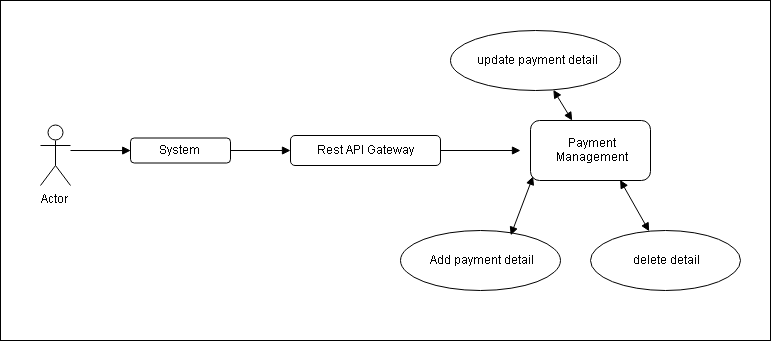 update payment detail
Payment
Management
System
Rest API Gateway
Actor
Add payment detail
delete detail